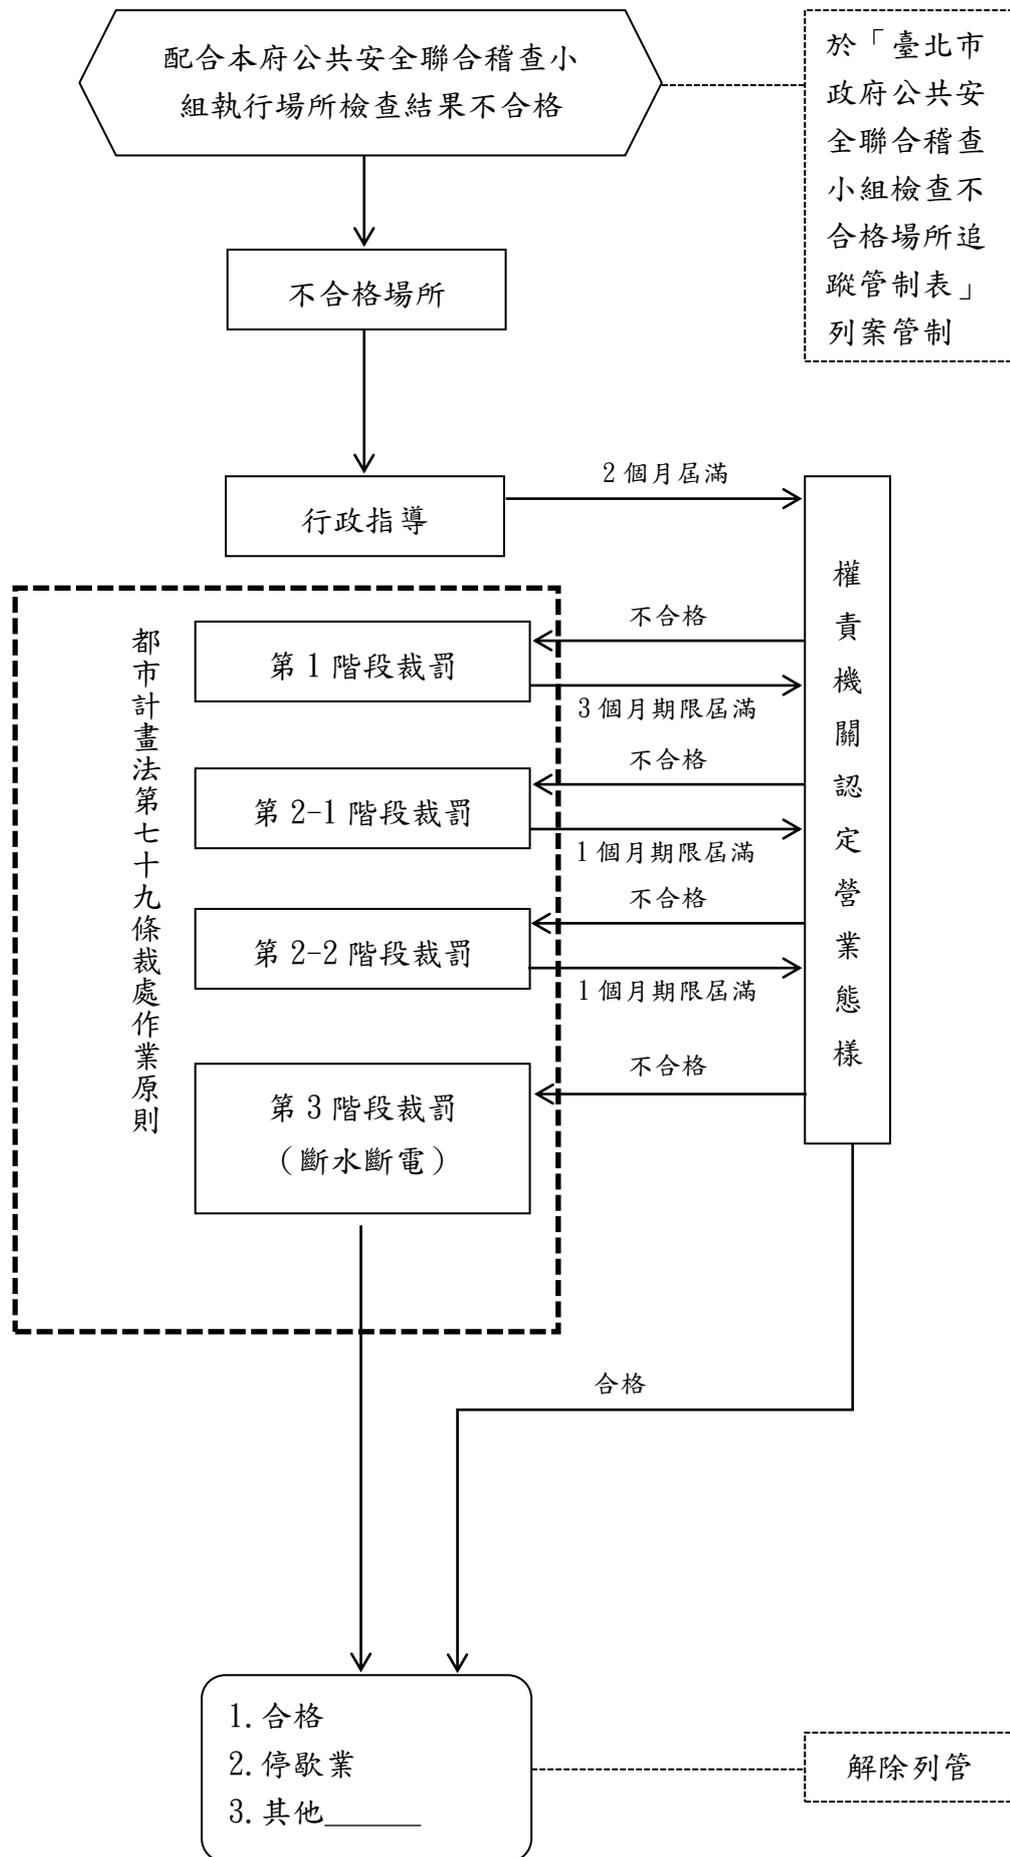 配合本府公共安全聯合稽查小
組執行場所檢查結果不合格
於「臺北市
政府公共安
全聯合稽查
小組檢查不
合格場所追
蹤管制表」
列案管制
不合格場所
行政指導
2 個月屆滿
權責機關認定營業態樣
都市計畫法第七十九條裁處作業原則
不合格
第 1 階段裁罰
3 個月期限屆滿
不合格
第 2-1 階段裁罰
1 個月期限屆滿
不合格
第 2-2 階段裁罰
1 個月期限屆滿
不合格
第 3 階段裁罰
（斷水斷電）
合格
1. 合格
2. 停歇業
3. 其他______
解除列管